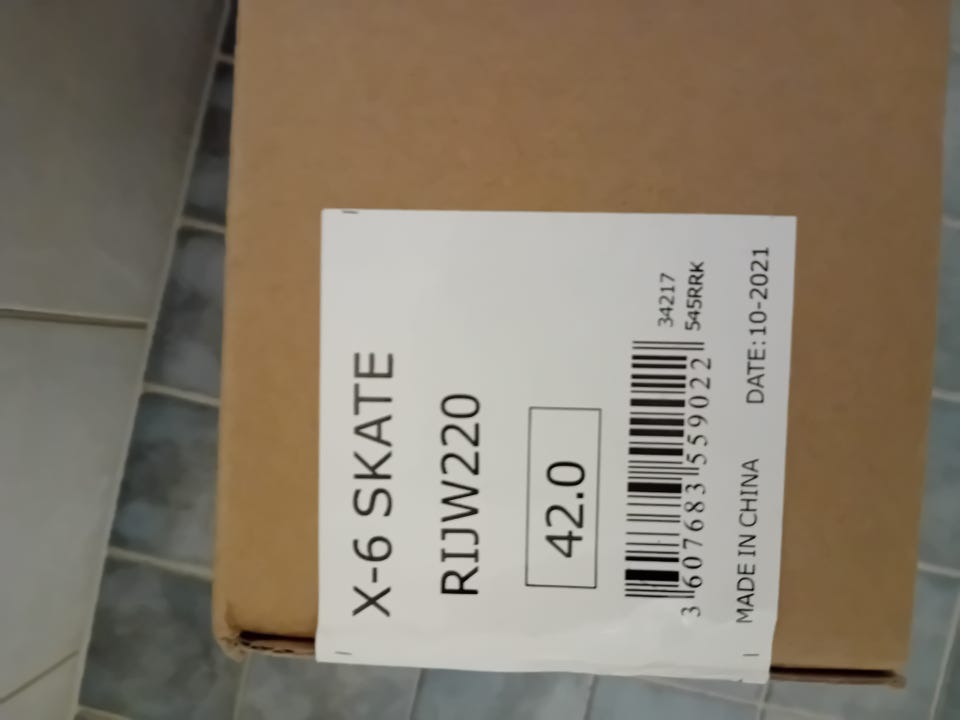 X-6 SKATE
RIJW220
42.0
34217
3 607683 559022 545RRK
MADE IN CHINA DATE:10-2021